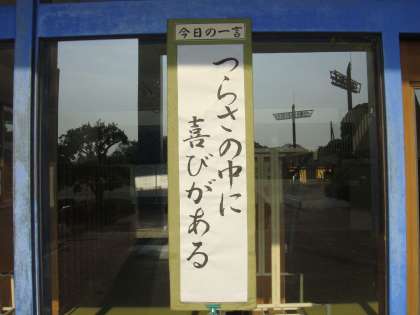 今日の一言
つらさの中に
喜びがある